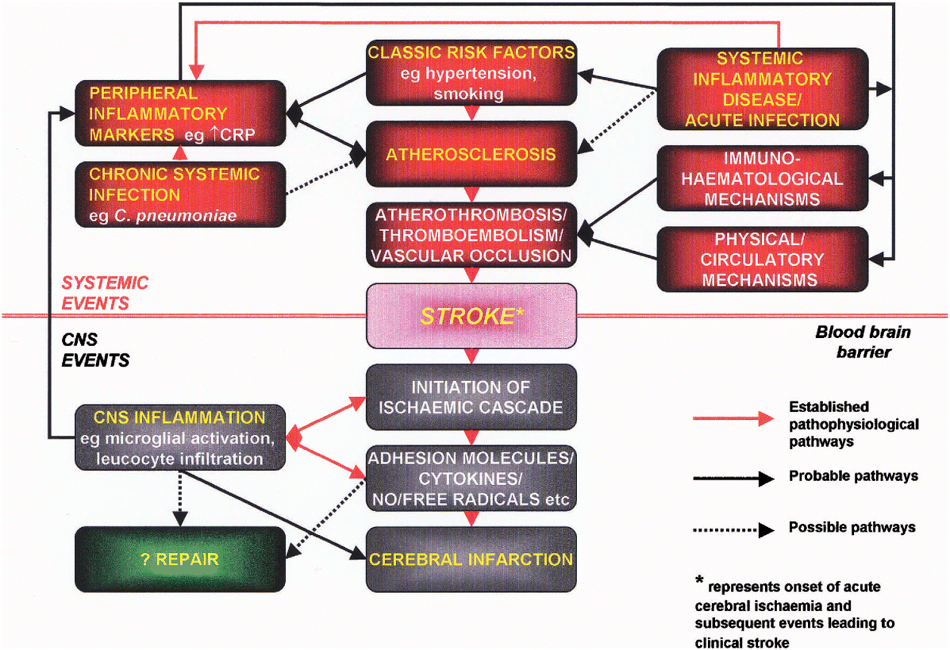 CLASSIC RISK FACTORS
eg hypertension,
smoking
SYSTEMIC
INFLAMMATORY
DISEASE/
ACUTE INFECTION
PERIPHERAL
INFLAMMATORY
MARKERS eg ↑CRP
ATHEROSCLEROSIS
CHRONIC SYSTEMIC
INFECTION
eg C. pneumoniae
IMMUNO-
HAEMATOLOGICAL
MECHANISMS
ATHEROTHROMBOSIS/
THROMBOEMBOLISM/
VASCULAR OCCLUSION
PHYSICAL/
CIRCULATORY
MECHANISMS
SYSTEMIC
EVENTS
STROKE*
CNS
EVENTS
Blood brain
barrier
INITIATION OF
ISCHAEMIC CASCADE
CNS INFLAMMATION
eg microglial activation,
leucocyte infiltration
ADHESION MOLECULES/
CYTOKINES/
NO/FREE RADICALS etc
? REPAIR
CEREBRAL INFARCTION
Established
pathophysiological
pathways
Probable pathways
Possible pathways
* represents onset of acute
cerebral ischaemia and
subsequent events leading to
clinical stroke